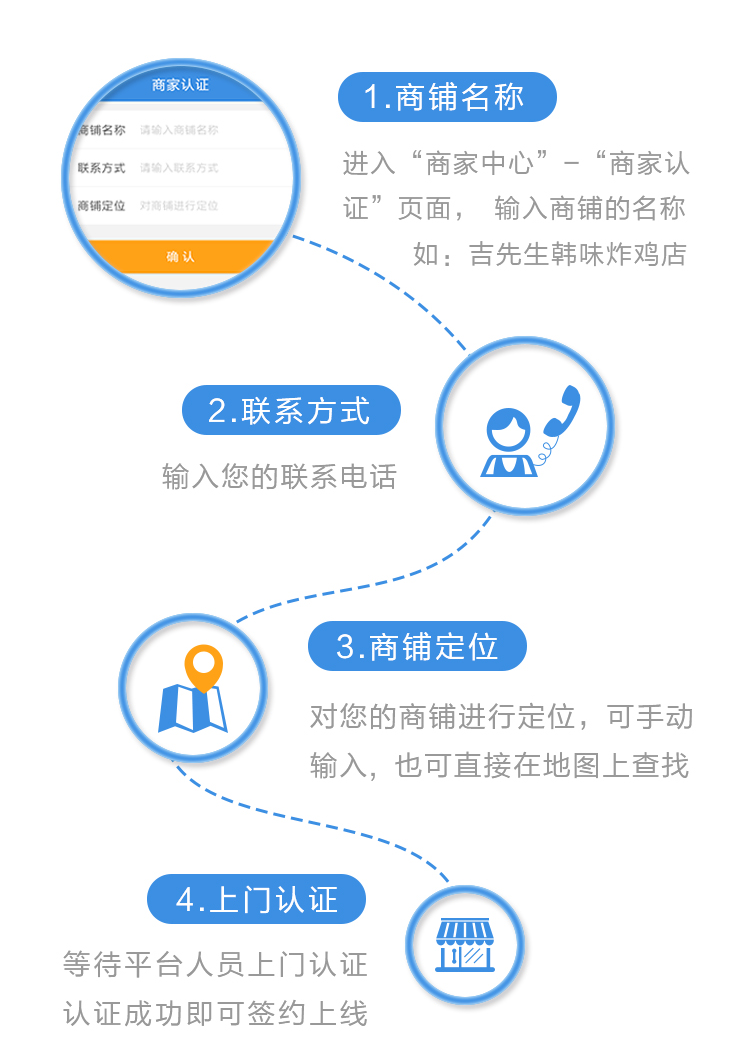 商家认证
商铺名称 请输入商铺名称
联系方式 请输入联系方式
商铺定位 对商铺进行定位
确认
1.商铺名称
进入“商家中心”-“商家认
证”页面， 输入商铺的名称
如：吉先生韩味炸鸡店
2.联系方式
输入您的联系电话
3.商铺定位
对您的商铺进行定位，可手动
输入，也可直接在地图上查找
4.上门认证
等待平台人员上门认证
认证成功即可签约上线